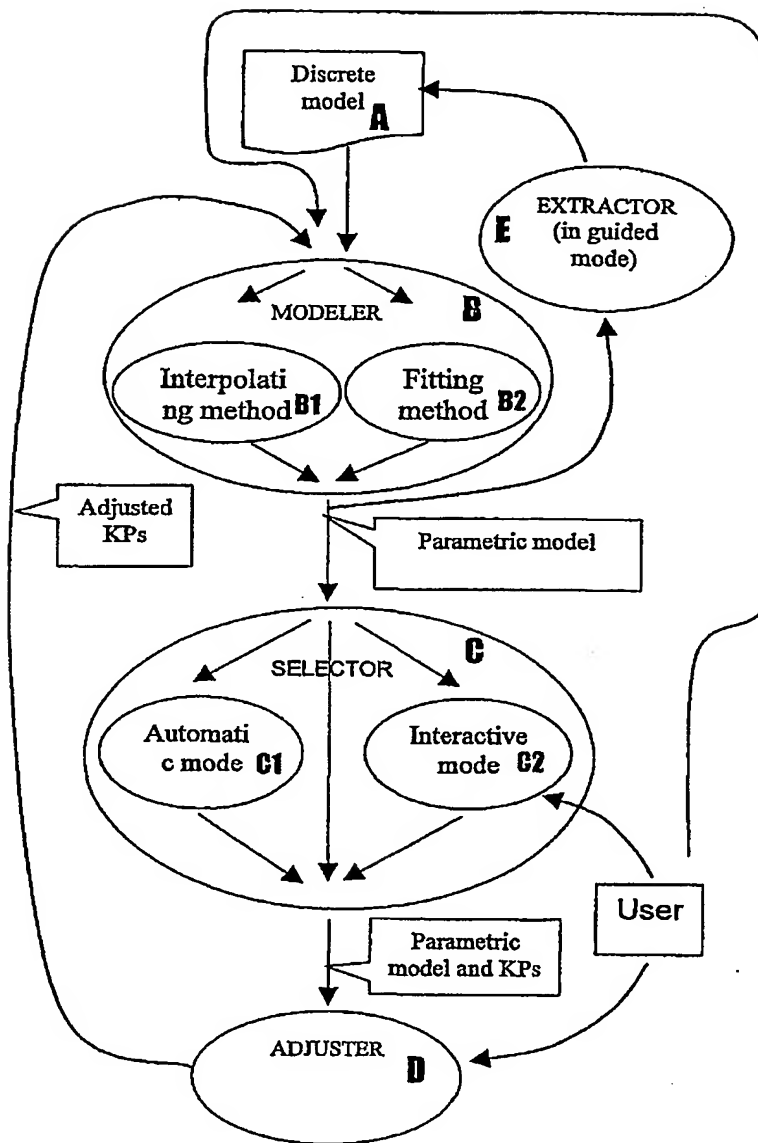 Discrete
model A
EXTRACTOR
E (in guided
mode)
MODELER B
Interpolati
ng method B1
Fitting
method B2
Adjusted
KPs
Parametric model
C
SELECTOR
Automati
c mode C1
Interactive
mode C2
User
Parametric
model and KPs
ADJUSTER D